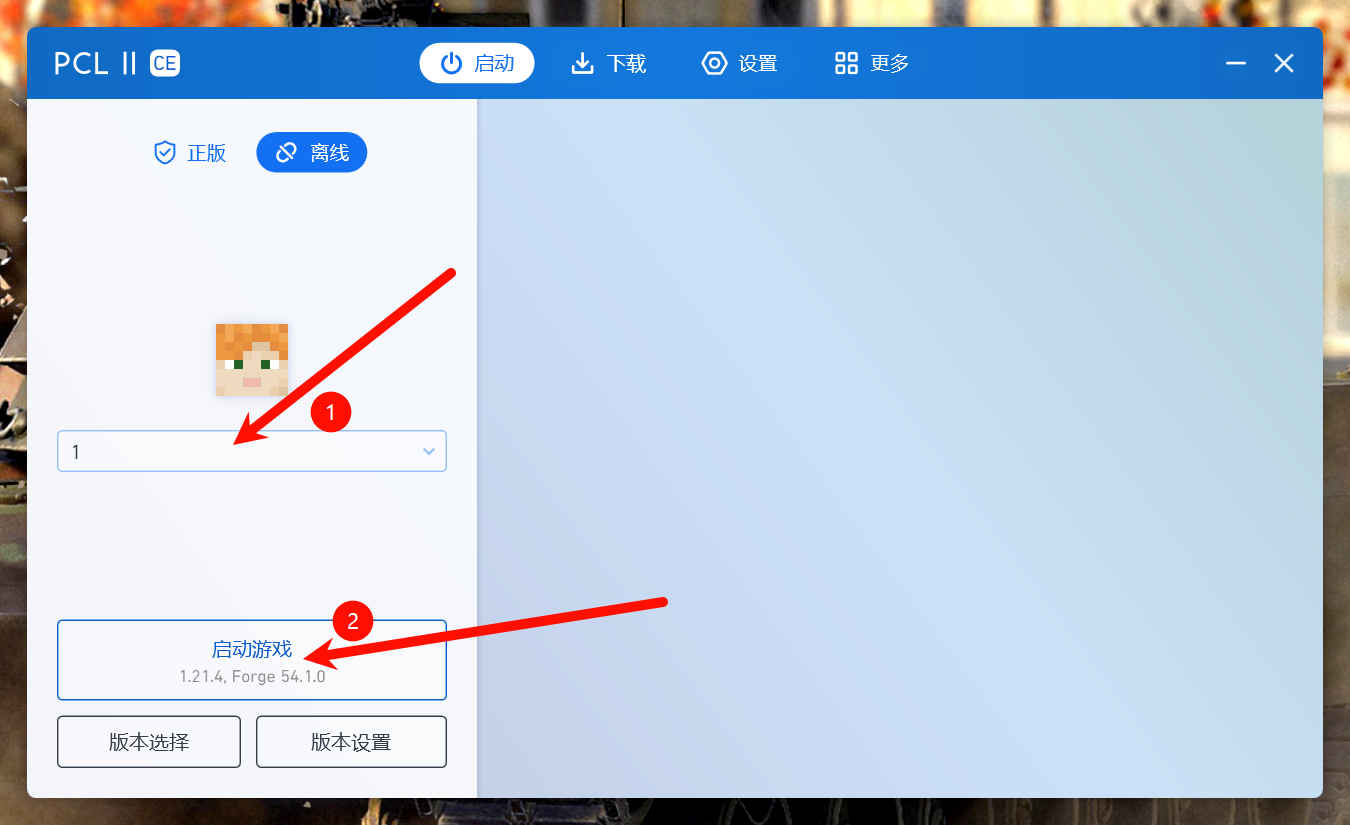 PCL II CE
启动
下载
设置
更多
正版
离线
1
1
2
启动游戏
1.21.4, Forge 54.1.0
版本选择
版本设置